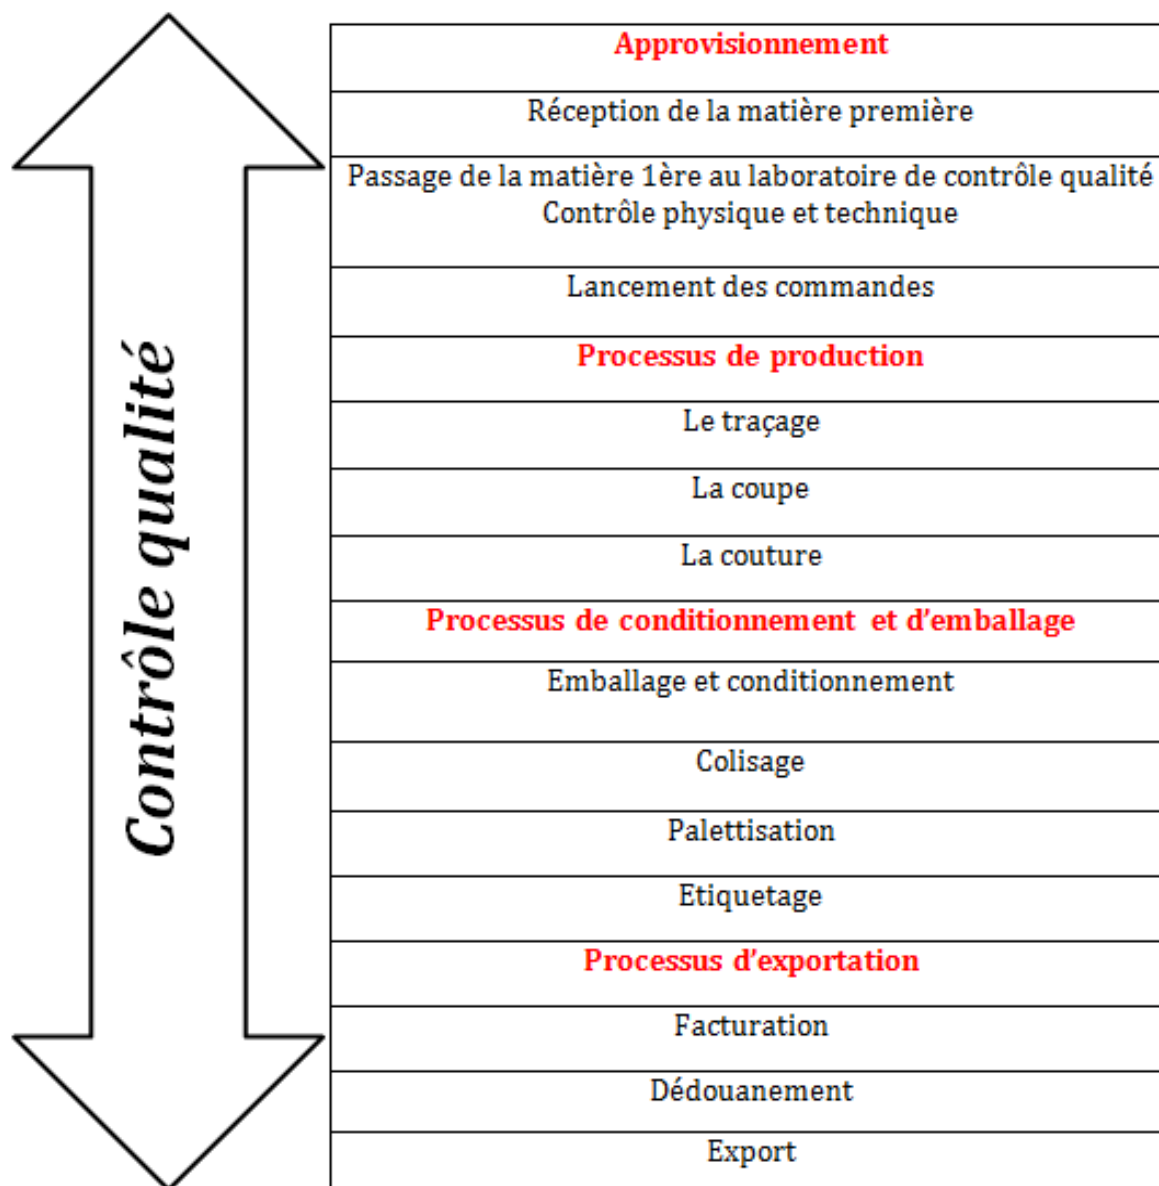 Contrôle qualité
Approvisionnement
Réception de la matière première
Passage de la matière 1ère au laboratoire de contrôle qualité
Contrôle physique et technique
Lancement des commandes
Processus de production
Le traçage
La coupe
La couture
Processus de conditionnement et d’emballage
Emballage et conditionnement
Colisage
Palettisation
Etiquetage
Processus d’exportation
Facturation
Dédouanement
Export